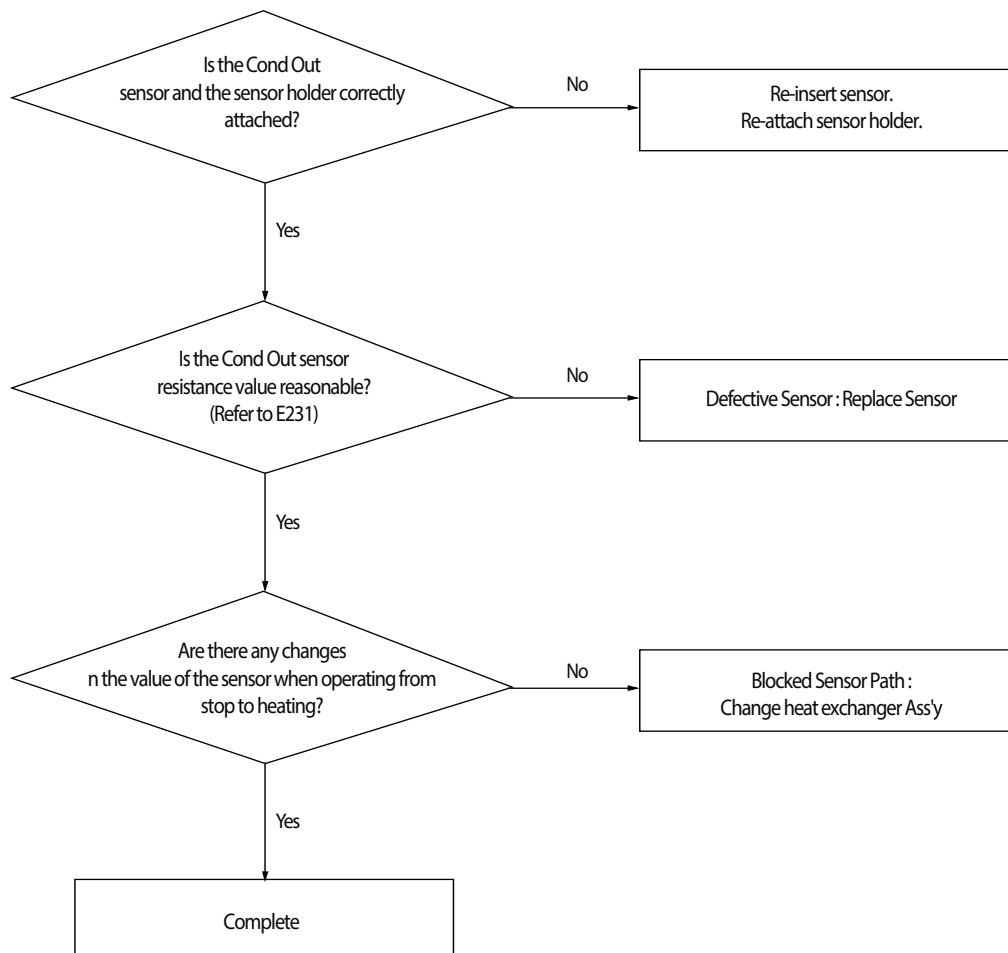 Is the Cond Out
sensor and the sensor holder correctly
attached?
No
Re-insert sensor.
Re-attach sensor holder.
Yes
Is the Cond Out sensor
resistance value reasonable?
(Refer to E231)
No
Defective Sensor : Replace Sensor
Yes
Are there any changes
n the value of the sensor when operating from
stop to heating?
No
Blocked Sensor Path :
Change heat exchanger Ass'y
Yes
Complete